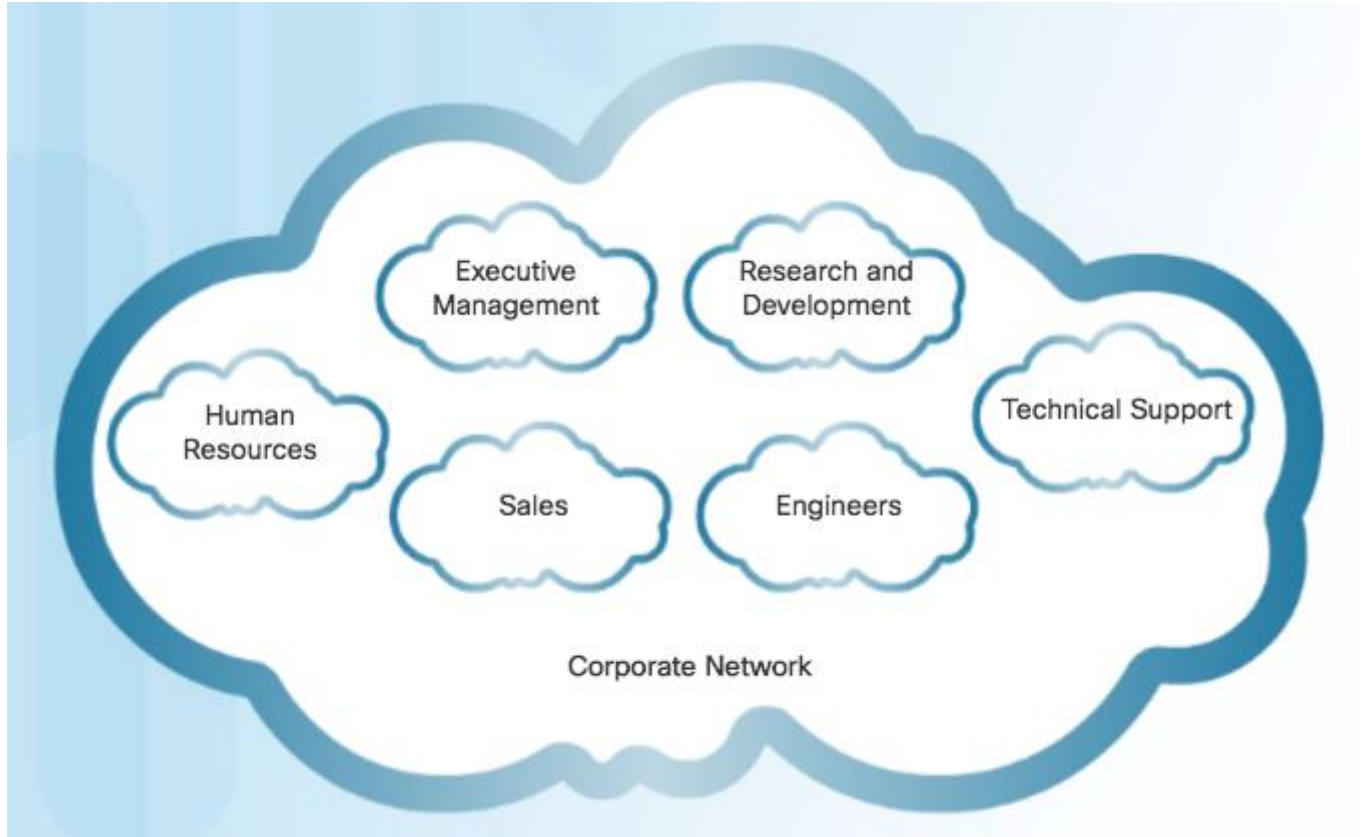 Executive
Management
Research and
Development
Human
Resources
Technical Support
Sales
Engineers
Corporate Network